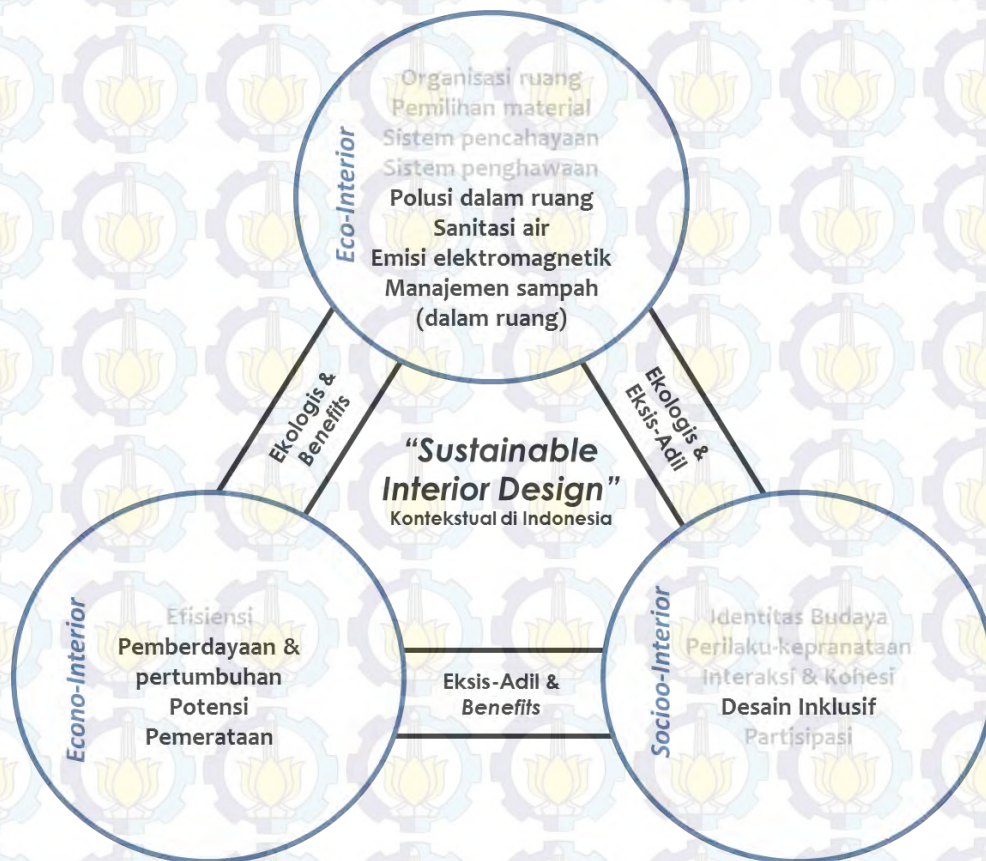 Eco-Interior
Organisasi ruang
Pemilihan material
Sistem pencahayaan
Sistem penghawaan
Polusi dalam ruang
Sanitasi air
Emisi elektromagnetik
Manajemen sampah
(dalam ruang)
Ekologis &
Benefits
Ekologis &
Eksis-Adil
"Sustainable
Interior Design"
Kontekstual di Indonesia
Econo-Interior
Efisiensi
Pemberdayaan &
pertumbuhan
Potensi
Pemerataan
Eksis-Adil &
Benefits
Socioo-Interior
Identitas Budaya
Perilaku-kepranataan
Interaksi & Kohesi
Desain Inklusif
Partisipasi